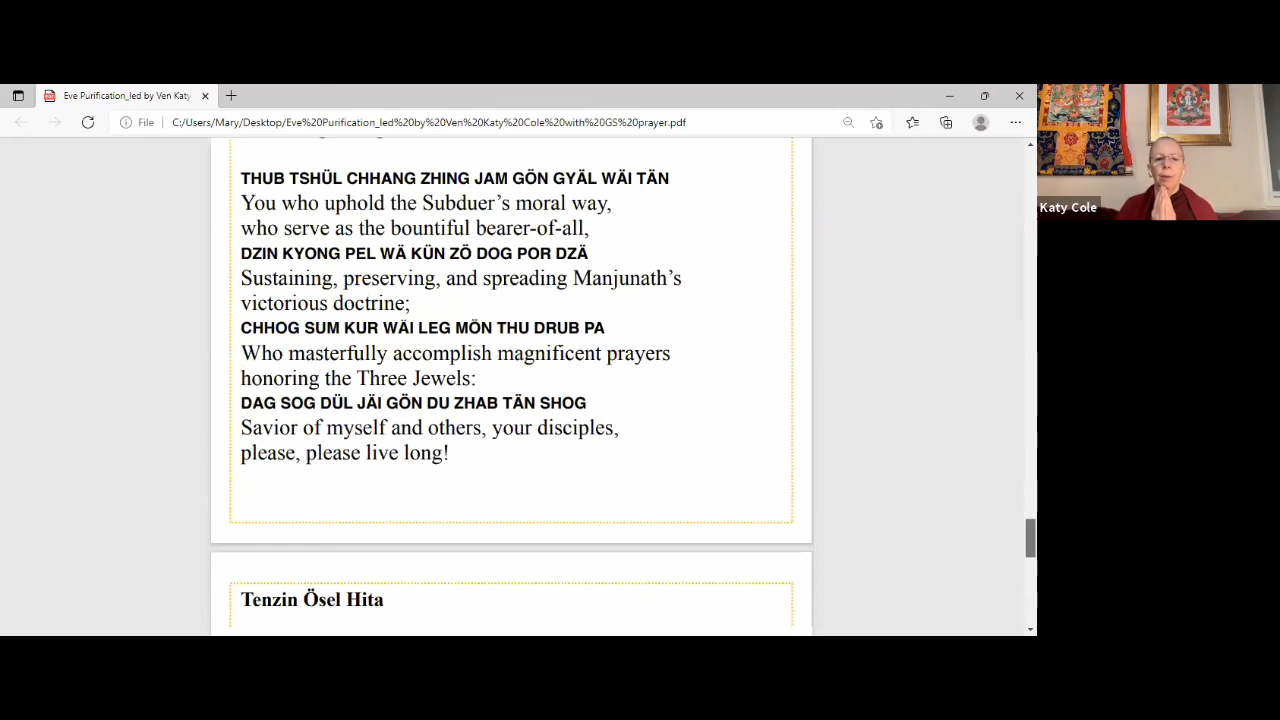 Eve Purification_led by Ven Katy
File
C:/Users/Mary/Desktop/Eve%20Purification_led%20by%20Ven%20Katy%20Cole%20with%20GS%20prayer.pdf
THUB TSHÜL CHHANG ZHING JAM GÖN GYÄL WÄI TÄN
You who uphold the Subduer’s moral way,
who serve as the bountiful bearer-of-all,
DZIN KYONG PEL WÄ KÜN ZÖ DOG POR DZÄ
Sustaining, preserving, and spreading Manjunath’s
victorious doctrine;
CHHOG SUM KUR WÄI LEG MÖN THU DRUB PA
Who masterfully accomplish magnificent prayers
honoring the Three Jewels:
DAG SOG DÜL JÄI GÖN DU ZHAB TÄN SHOG
Savior of myself and others, your disciples,
please, please live long!
Tenzin Ösel Hita
Katy Cole